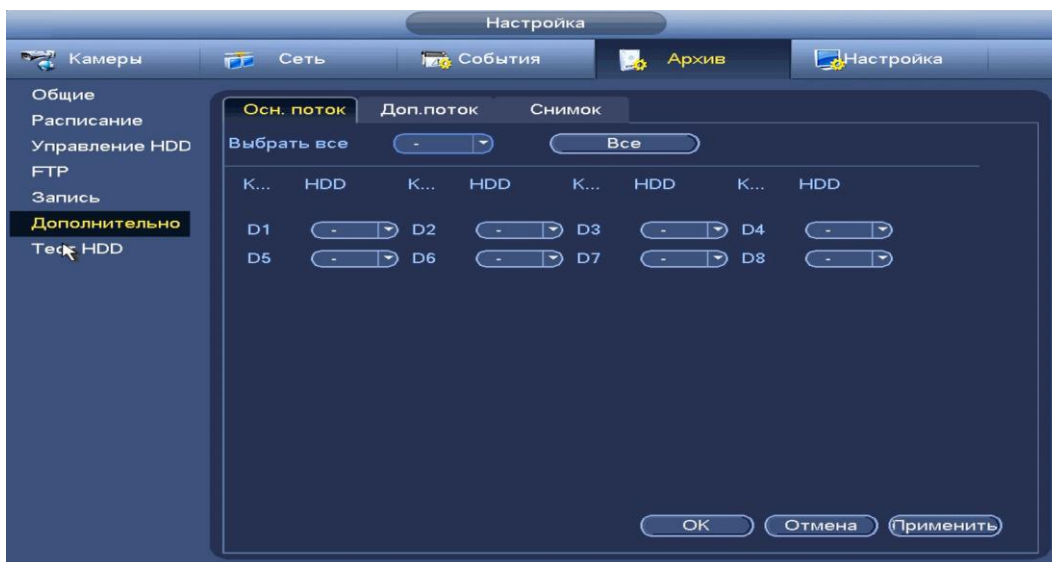 Настройка
Камеры Сеть События Архив Настройка
Общие
Расписание
Управление HDD
FTP
Запись
Дополнительно
Тест HDD
Осн. поток Доп.поток Снимок
Выбрать все - Все
К... HDD К... HDD К... HDD К... HDD
D1 - D2 - D3 - D4 -
D5 - D6 - D7 - D8 -
OK Отмена Применить